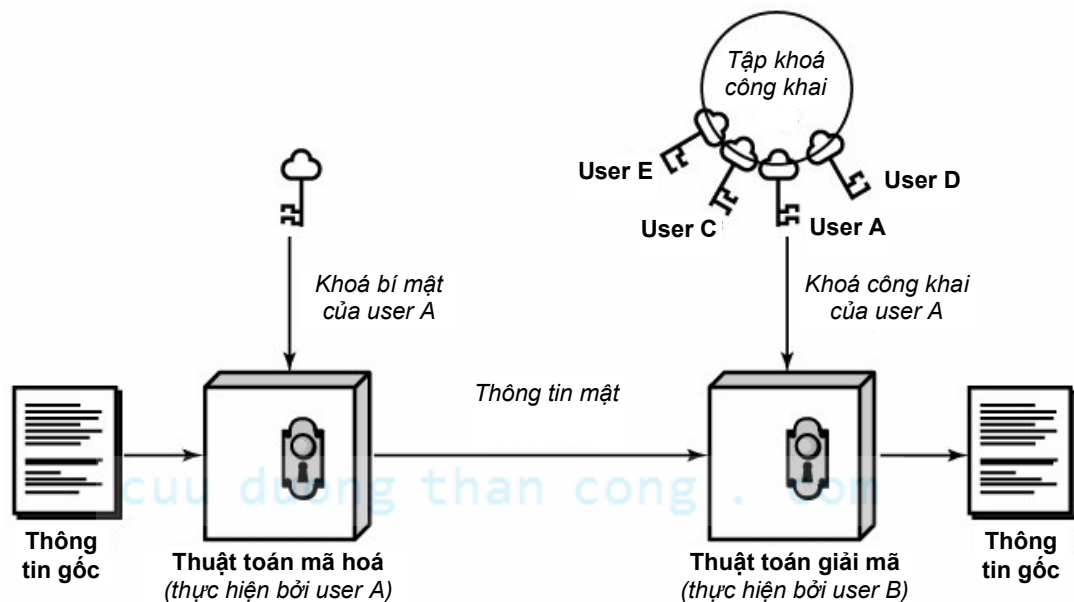 Tập khoá
công khai
User E
User D
User C
User A
Khoá bí mật
của user A
Khoá công khai
của user A
Thông tin mật
cuu duong than cong . com
Thông
tin gốc
Thuật toán mã hoá
(thực hiện bởi user A)
Thuật toán giải mã
(thực hiện bởi user B)
Thông
tin gốc